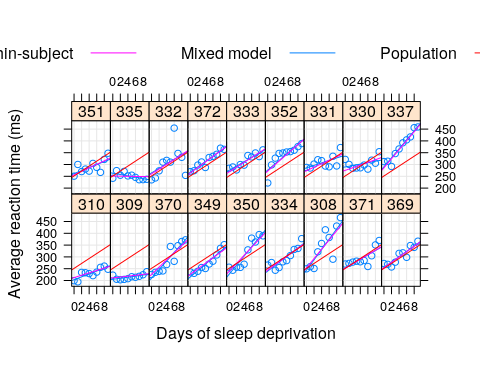 in-subject Mixed model Population
02468 02468 02468 02468
351 335 332 372 333 352 331 330 337
450
400
350
300
250
200
310 309 370 349 350 334 308 371 369
450
400
350
300
250
200
02468 02468 02468 02468 02468
Average reaction time (ms)
Days of sleep deprivation